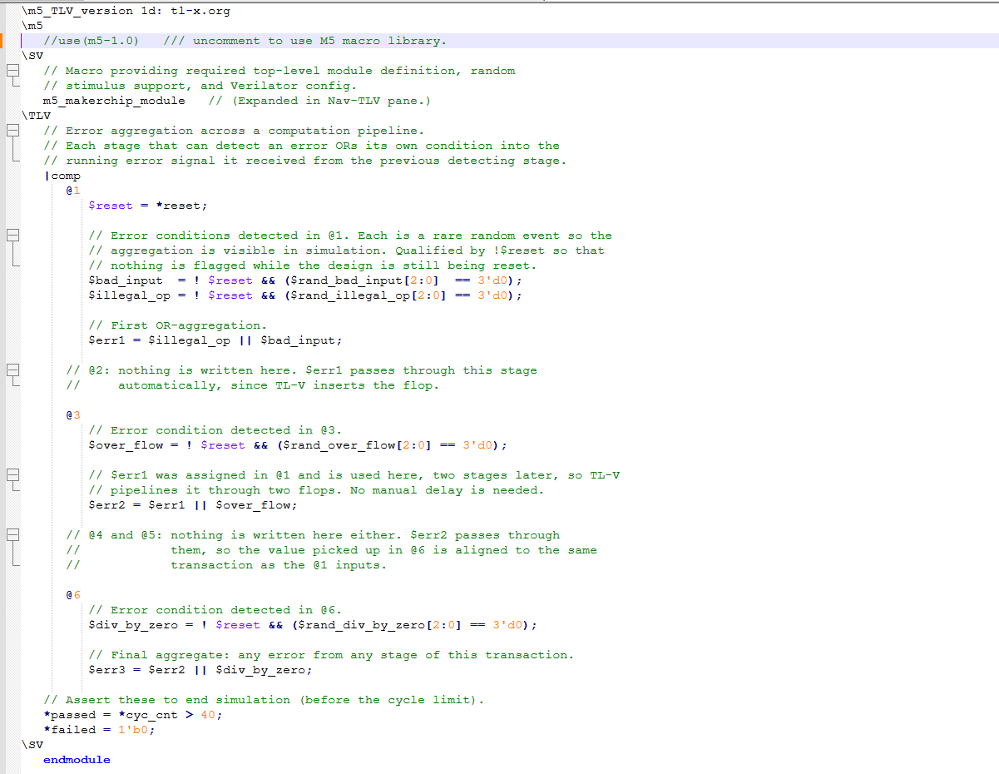 \m5_TLV_version 1d: tl-x.org
\m5
   //use(m5-1.0)   /// uncomment to use M5 macro library.
\SV
   // Macro providing required top-level module definition, random
   // stimulus support, and Verilator config.
   m5_makerchip_module   // (Expanded in Nav-TLV pane.)
\TLV
   // Error aggregation across a computation pipeline.
   // Each stage that can detect an error ORs its own condition into the
   // running error signal it received from the previous detecting stage.
   |comp
      @1
         $reset = *reset;

         // Error conditions detected in @1. Each is a rare random event so the
         // aggregation is visible in simulation. Qualified by !$reset so that
         // nothing is flagged while the design is still being reset.
         $bad_input  = ! $reset && ($rand_bad_input[2:0]  == 3'd0);
         $illegal_op = ! $reset && ($rand_illegal_op[2:0] == 3'd0);

         // First OR-aggregation.
         $err1 = $illegal_op || $bad_input;

      // @2: nothing is written here. $err1 passes through this stage
      //     automatically, since TL-V inserts the flop.

      @3
         // Error condition detected in @3.
         $over_flow = ! $reset && ($rand_over_flow[2:0] == 3'd0);

         // $err1 was assigned in @1 and is used here, two stages later, so TL-V
         // pipelines it through two flops. No manual delay is needed.
         $err2 = $err1 || $over_flow;

      // @4 and @5: nothing is written here either. $err2 passes through
      //            them, so the value picked up in @6 is aligned to the same
      //            transaction as the @1 inputs.

      @6
         // Error condition detected in @6.
         $div_by_zero = ! $reset && ($rand_div_by_zero[2:0] == 3'd0);

         // Final aggregate: any error from any stage of this transaction.
         $err3 = $err2 || $div_by_zero;

   // Assert these to end simulation (before the cycle limit).
   *passed = *cyc_cnt > 40;
   *failed = 1'b0;
\SV
   endmodule